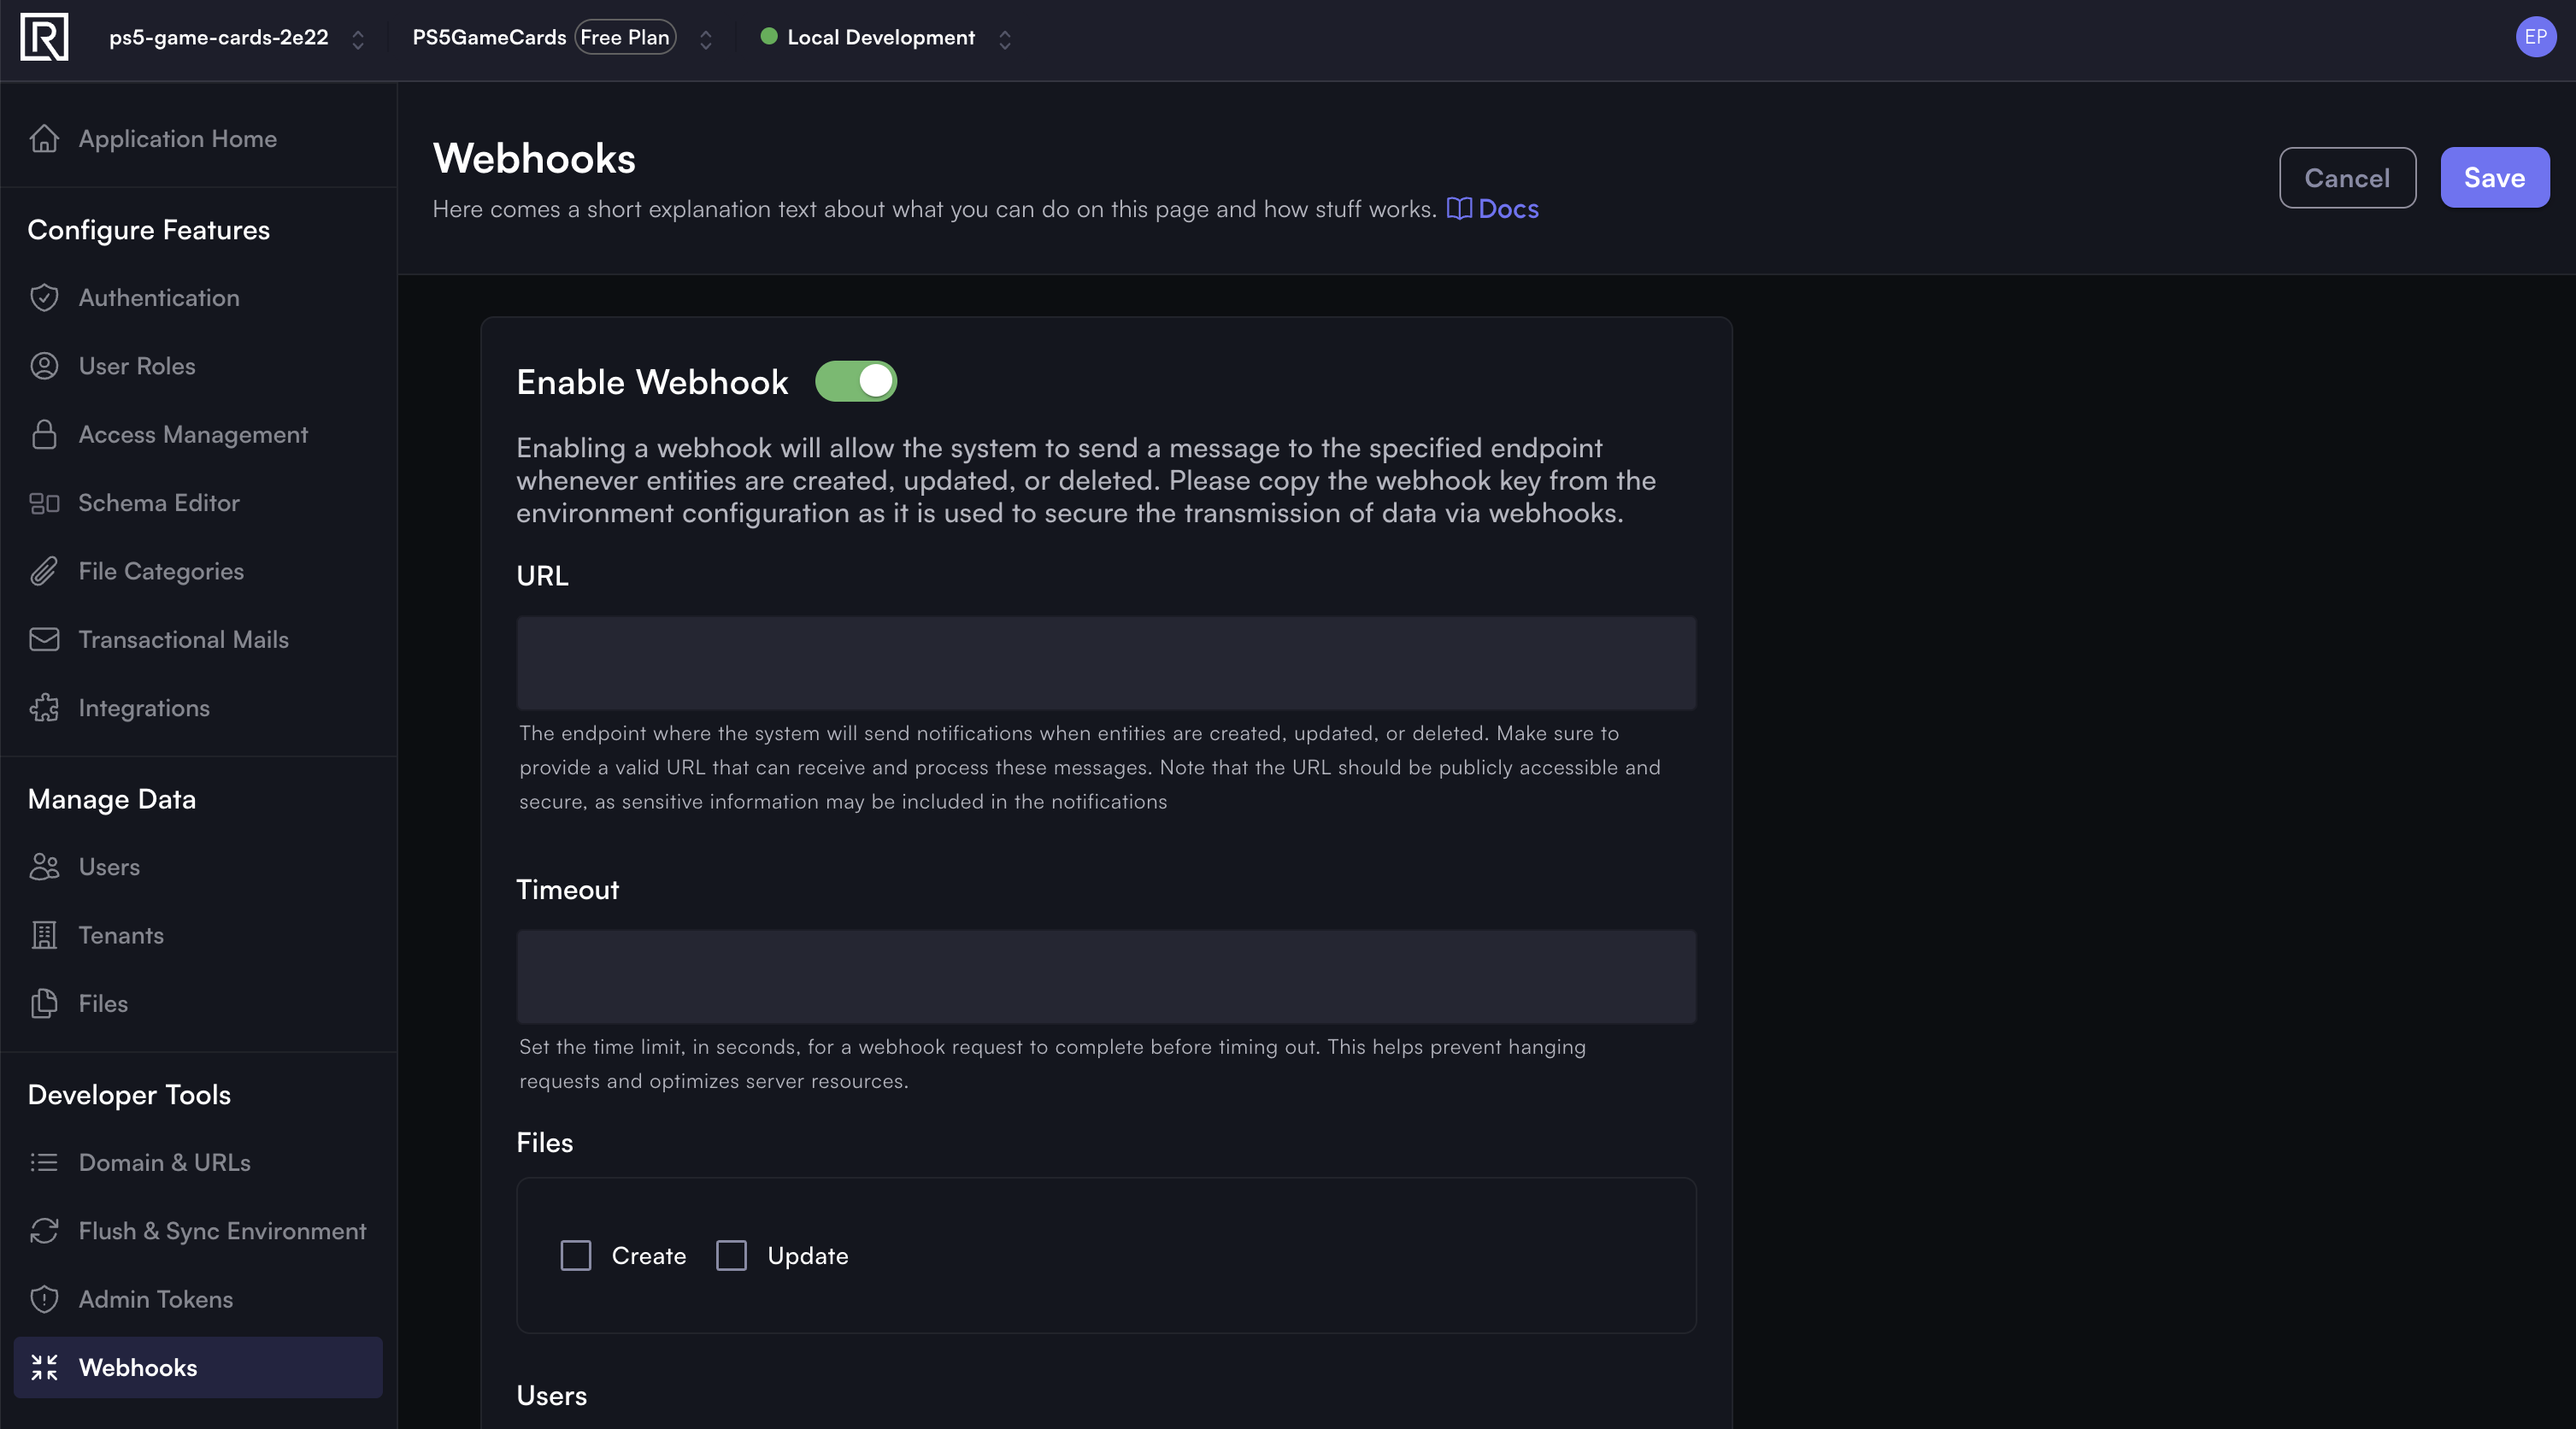 R
ps5-game-cards-2e22
PS5GameCards Free Plan
Local Development
EP
Application Home
Configure Features
Authentication
User Roles
Access Management
Schema Editor
File Categories
Transactional Mails
Integrations
Manage Data
Users
Tenants
Files
Developer Tools
Domain & URLs
Flush & Sync Environment
Admin Tokens
Webhooks
Webhooks
Here comes a short explanation text about what you can do on this page and how stuff works. Docs
Cancel
Save
Enable Webhook
Enabling a webhook will allow the system to send a message to the specified endpoint
whenever entities are created, updated, or deleted. Please copy the webhook key from the
environment configuration as it is used to secure the transmission of data via webhooks.
URL
The endpoint where the system will send notifications when entities are created, updated, or deleted. Make sure to
provide a valid URL that can receive and process these messages. Note that the URL should be publicly accessible and
secure, as sensitive information may be included in the notifications
Timeout
Set the time limit, in seconds, for a webhook request to complete before timing out. This helps prevent hanging
requests and optimizes server resources.
Files
Create Update
Users